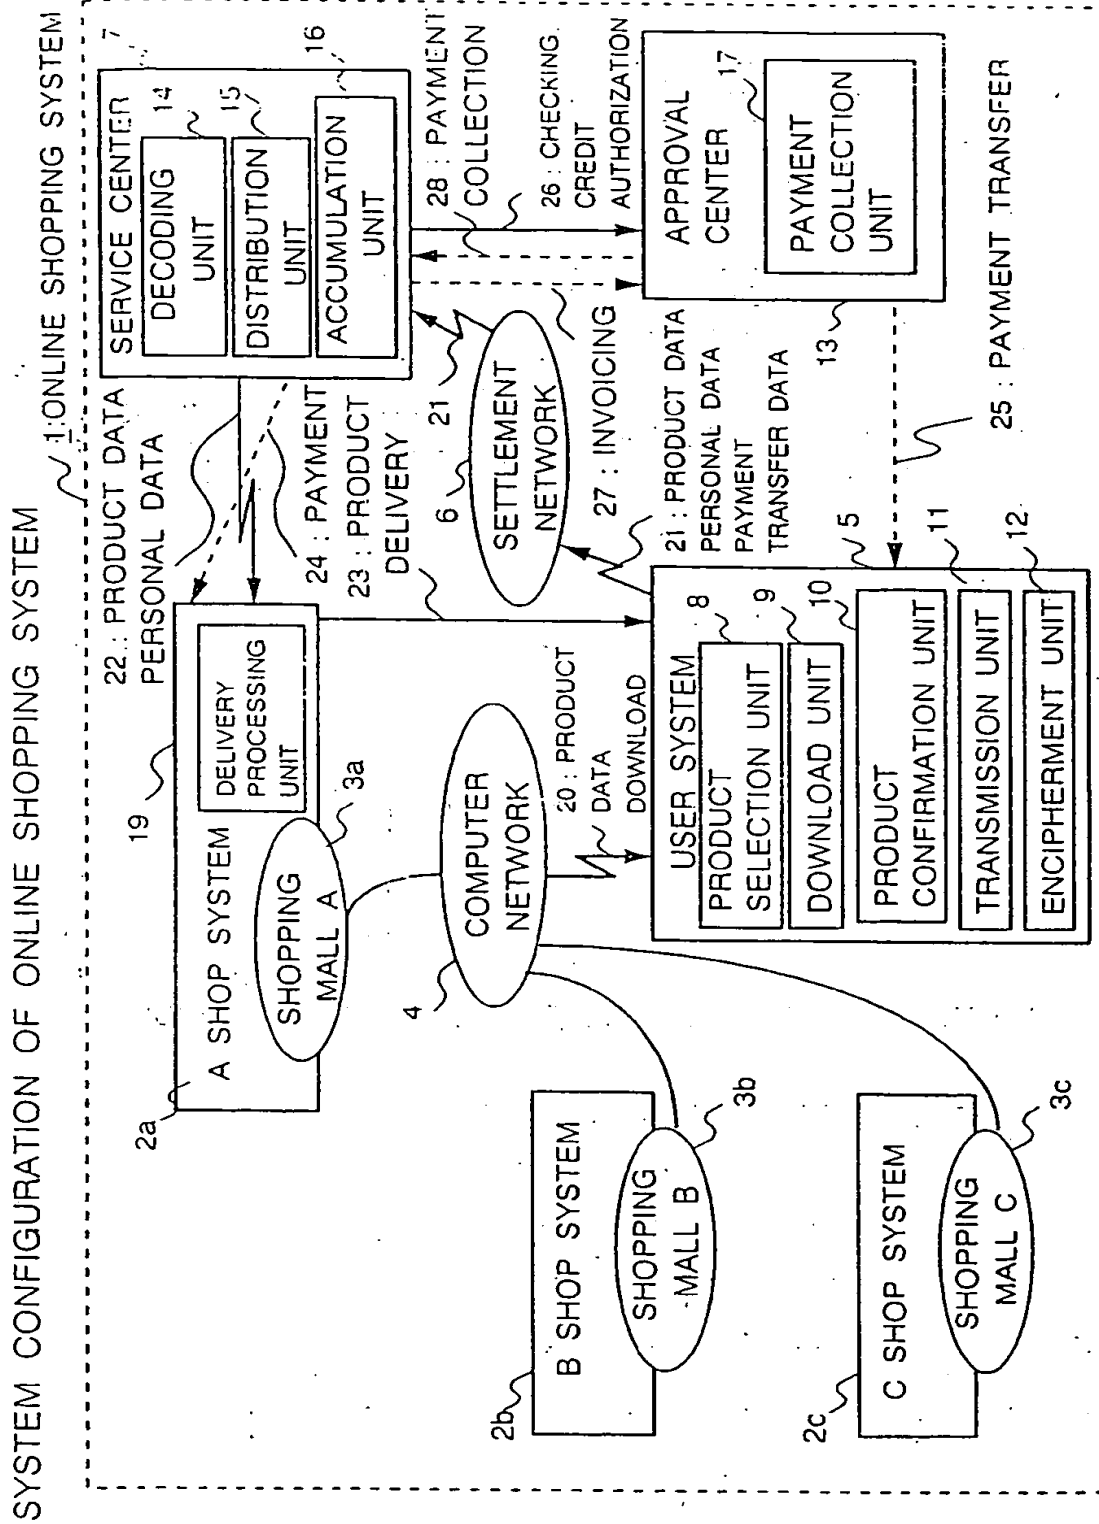 SYSTEM CONFIGURATION OF ONLINE SHOPPING SYSTEM
1:ONLINE SHOPPING SYSTEM
2a
A SHOP SYSTEM
SHOPPING
MALL A
3a
19
DELIVERY
PROCESSING
UNIT
22 : PRODUCT DATA
PERSONAL DATA
24 : PAYMENT
23 : PRODUCT
DELIVERY
SERVICE CENTER
7
DECODING
UNIT
14
DISTRIBUTION
UNIT
15
ACCUMULATION
UNIT
16
28 : PAYMENT
COLLECTION
26 : CHECKING
CREDIT
AUTHORIZATION
COMPUTER
NETWORK
4
20 : PRODUCT
DATA
DOWNLOAD
6
SETTLEMENT
NETWORK
21
27 : INVOICING
21 : PRODUCT DATA
PERSONAL DATA
PAYMENT
TRANSFER DATA
APPROVAL
CENTER
17
PAYMENT
COLLECTION
UNIT
13
25 : PAYMENT TRANSFER
2b
B SHOP SYSTEM
SHOPPING
MALL B
3b
2c
C SHOP SYSTEM
SHOPPING
MALL C
3c
USER SYSTEM
5
PRODUCT
SELECTION UNIT
8
DOWNLOAD UNIT
9
PRODUCT
CONFIRMATION UNIT
10
TRANSMISSION UNIT
11
ENCIPHERMENT UNIT
12